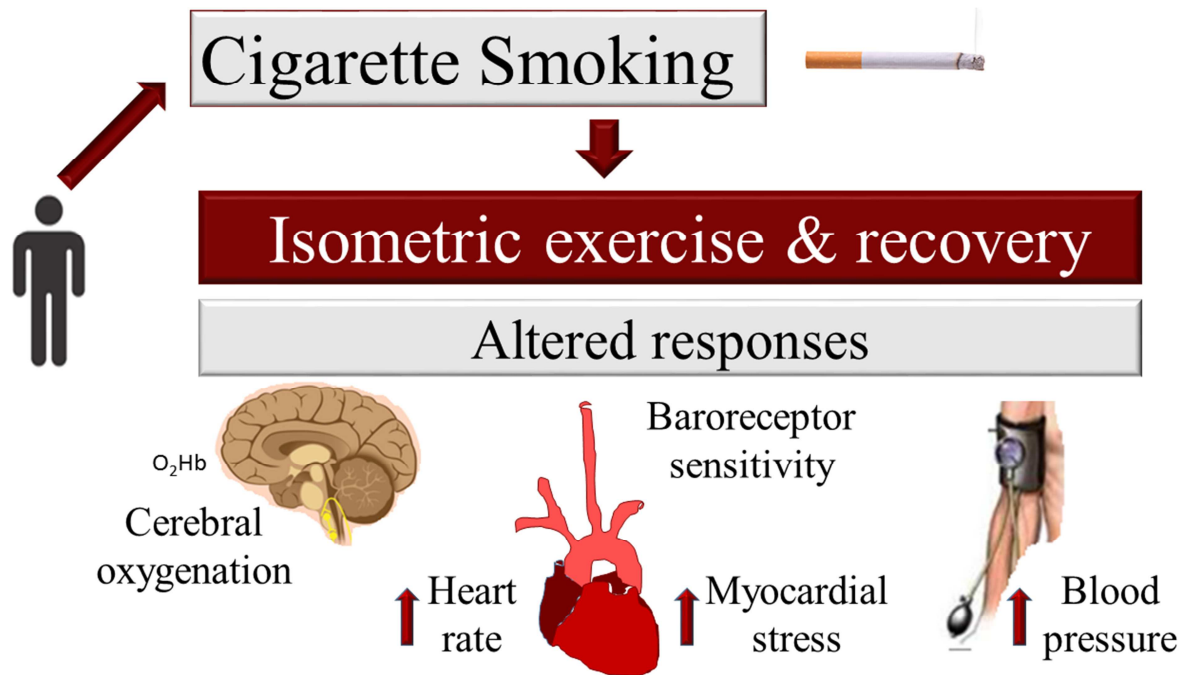 Cigarette Smoking
Isometric exercise & recovery
Altered responses
O₂Hb
Cerebral
oxygenation
Baroreceptor
sensitivity
Heart
rate
Myocardial
stress
Blood
pressure